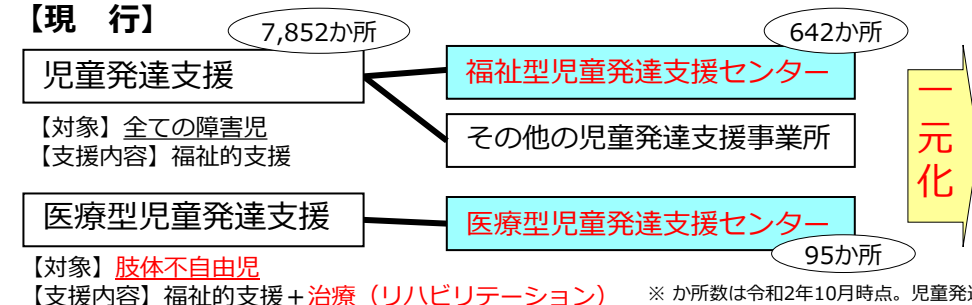 【現 行】
7,852か所
642か所
児童発達支援
福祉型児童発達支援センター
【対象】全ての障害児
【支援内容】福祉的支援
その他の児童発達支援事業所
一元化
医療型児童発達支援
医療型児童発達支援センター
95か所
【対象】肢体不自由児
【支援内容】福祉的支援+治療（リハビリテーション）
※ か所数は令和2年10月時点。児童発達